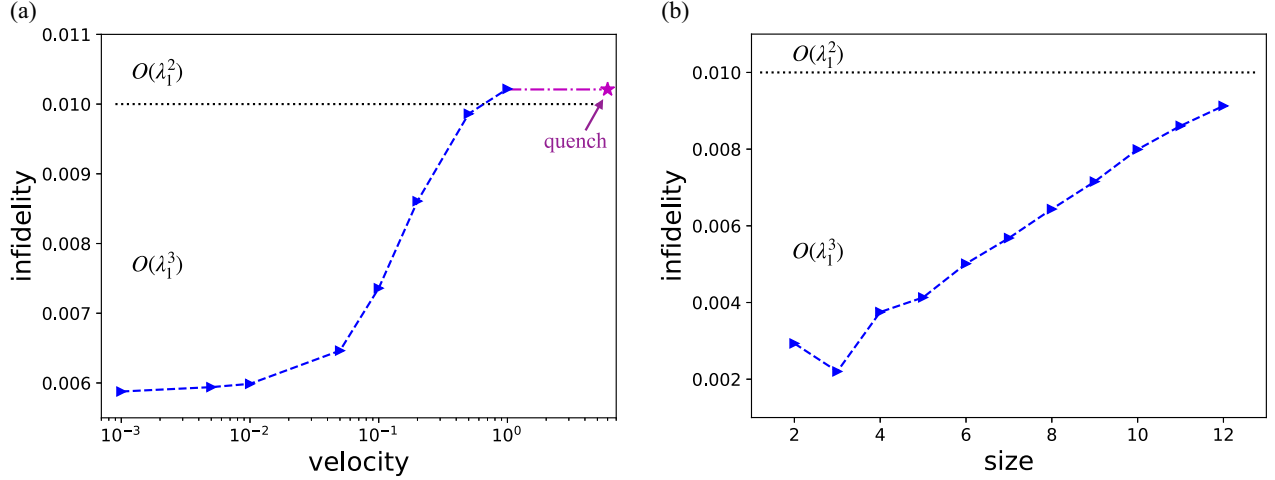 (a)
0.011
0.010
0.009
0.008
0.007
0.006
infidelity
O(λ₁²)
O(λ₁³)
quench
10⁻³
10⁻²
10⁻¹
10⁰
velocity
(b)
0.010
0.008
0.006
0.004
0.002
infidelity
O(λ₁²)
O(λ₁³)
2
4
6
8
10
12
size